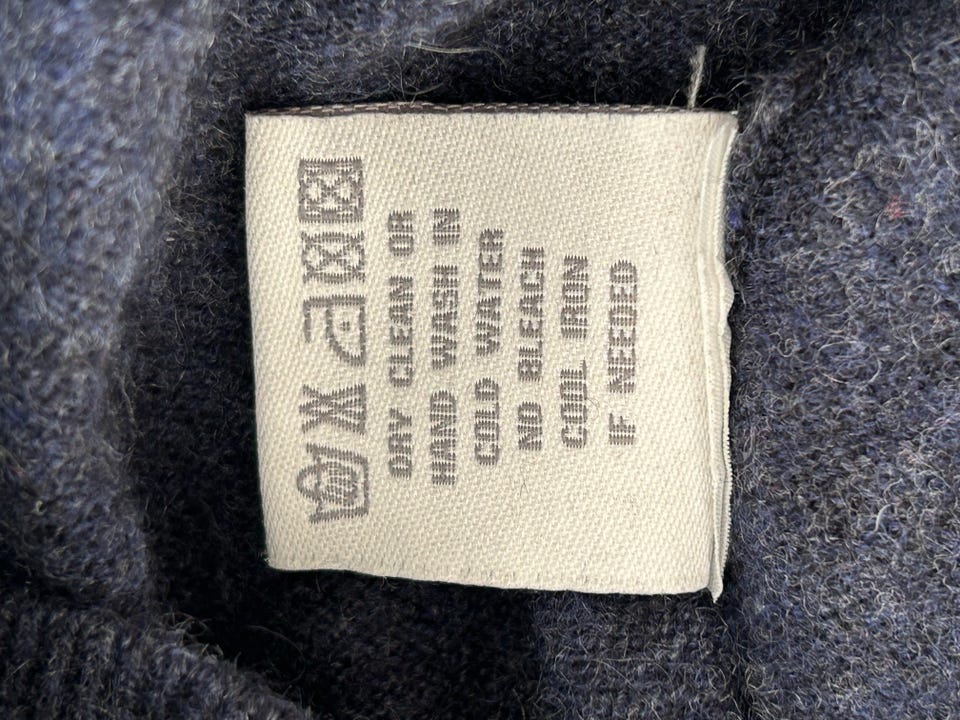 DRY CLEAN OR
HAND WASH IN
COLD WATER
NO BLEACH
COOL IRON
IF NEEDED